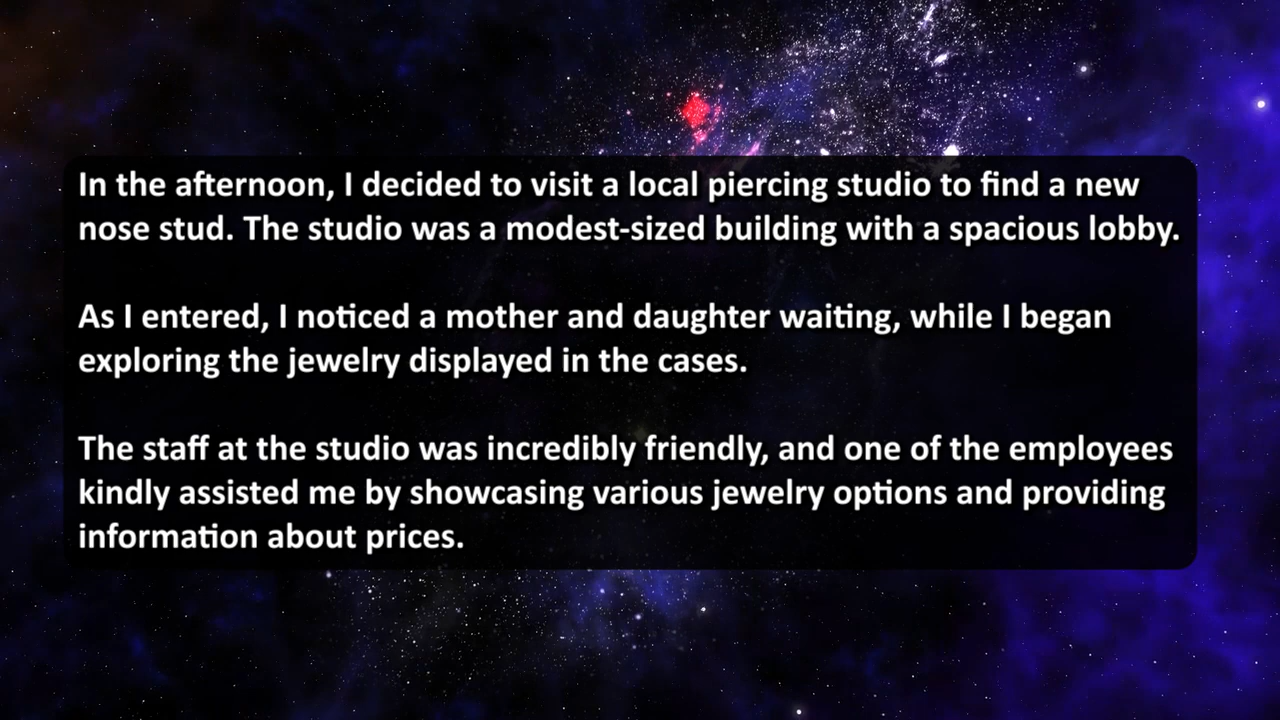 In the afternoon, I decided to visit a local piercing studio to find a new
nose stud. The studio was a modest-sized building with a spacious lobby.
As I entered, I noticed a mother and daughter waiting, while I began
exploring the jewelry displayed in the cases.
The staff at the studio was incredibly friendly, and one of the employees
kindly assisted me by showcasing various jewelry options and providing
information about prices.